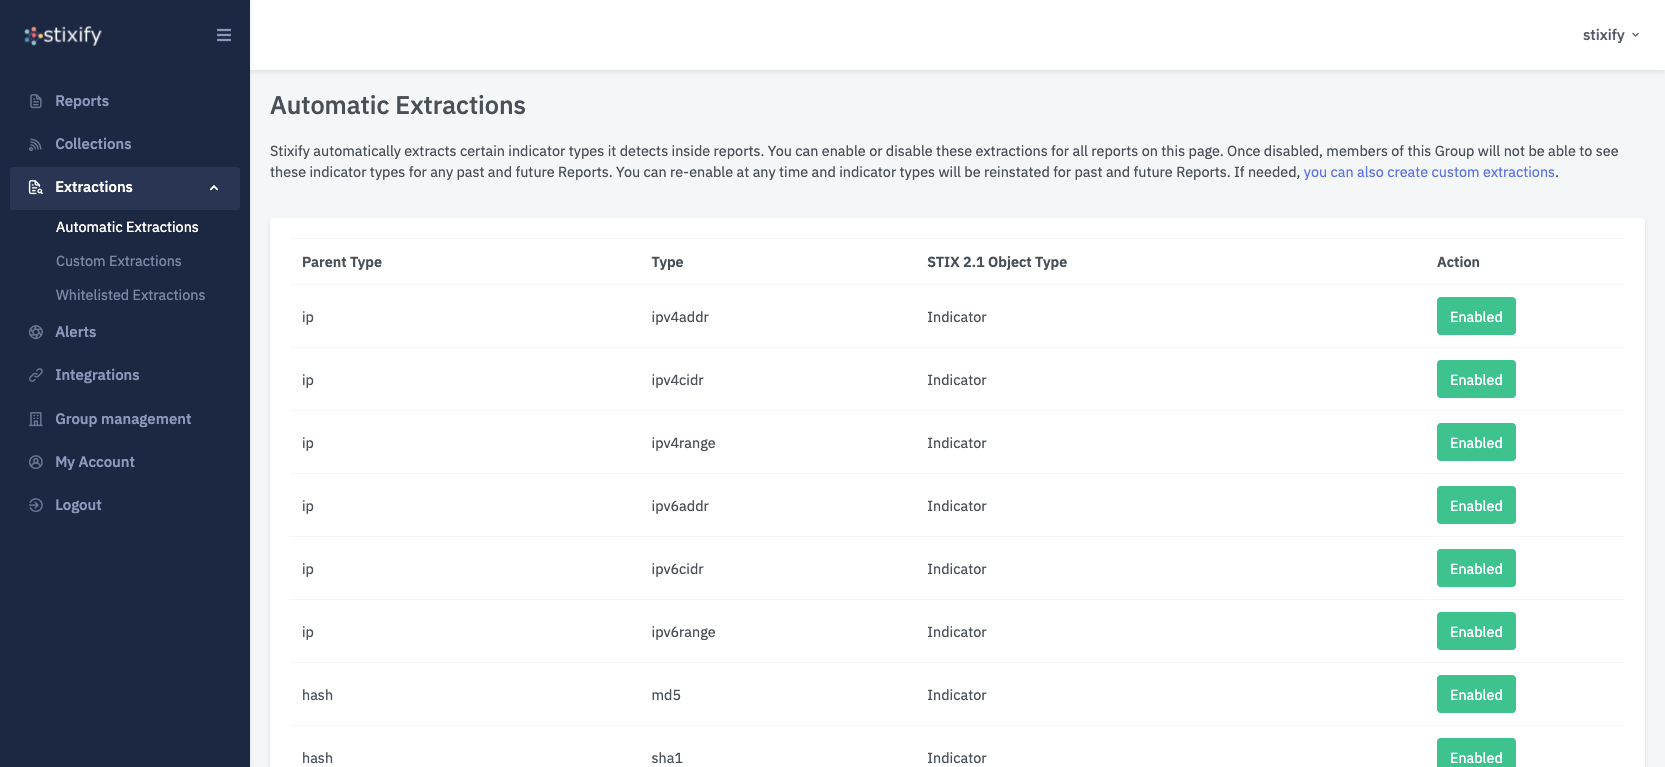 stixify
stixify
Reports
Collections
Extractions
Automatic Extractions
Custom Extractions
Whitelisted Extractions
Alerts
Integrations
Group management
My Account
Logout
Automatic Extractions
Stixify automatically extracts certain indicator types it detects inside reports. You can enable or disable these extractions for all reports on this page. Once disabled, members of this Group will not be able to see
these indicator types for any past and future Reports. You can re-enable at any time and indicator types will be reinstated for past and future Reports. If needed, you can also create custom extractions.
Parent Type Type STIX 2.1 Object Type Action
ip ipv4addr Indicator Enabled
ip ipv4cidr Indicator Enabled
ip ipv4range Indicator Enabled
ip ipv6addr Indicator Enabled
ip ipv6cidr Indicator Enabled
ip ipv6range Indicator Enabled
hash md5 Indicator Enabled
hash sha1 Indicator Enabled